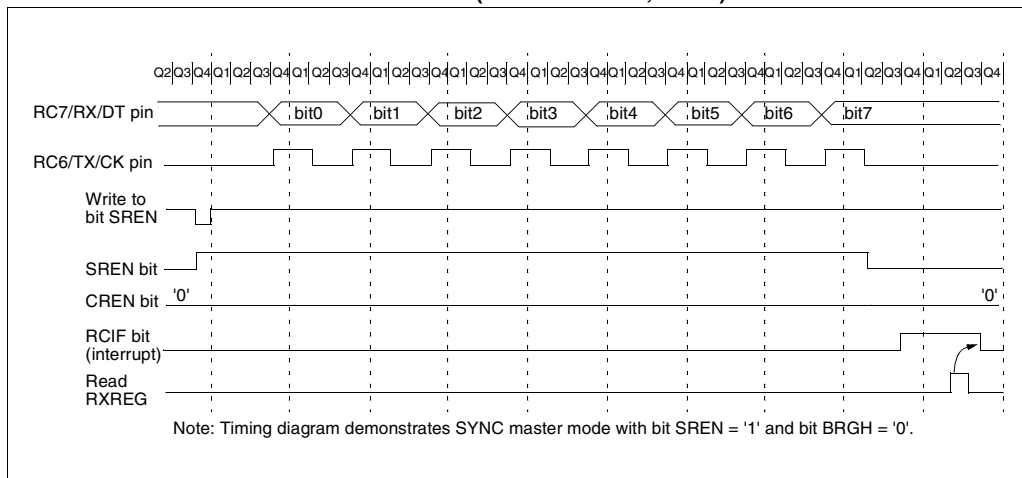 Q2 Q3 Q4 Q1 Q2 Q3 Q4 Q1 Q2 Q3 Q4 Q1 Q2 Q3 Q4 Q1 Q2 Q3 Q4 Q1 Q2 Q3 Q4 Q1 Q2 Q3 Q4 Q1 Q2 Q3 Q4 Q1 Q2 Q3 Q4 Q1 Q2 Q3 Q4 Q1 Q2 Q3 Q4
RC7/RX/DT pin bit0 bit1 bit2 bit3 bit4 bit5 bit6 bit7
RC6/TX/CK pin
Write to
bit SREN
SREN bit
CREN bit '0' '0'
RCIF bit
(interrupt)
Read
RXREG
Note: Timing diagram demonstrates SYNC master mode with bit SREN = '1' and bit BRGH = '0'.